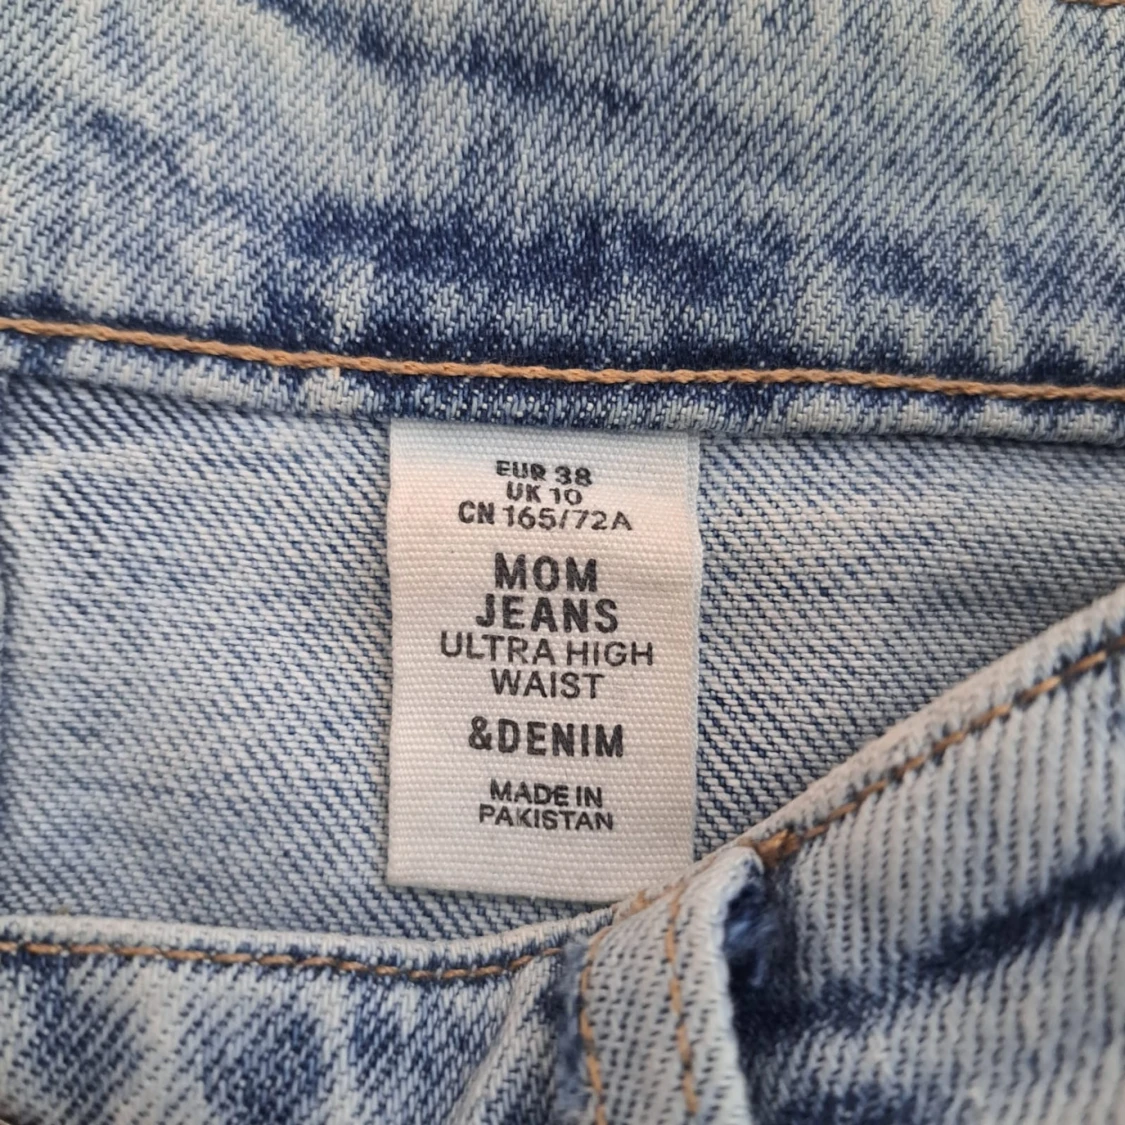 EUR 38
UK 10
CN 165/72A
MOM
JEANS
ULTRA HIGH
WAIST
&DENIM
MADE IN
PAKISTAN